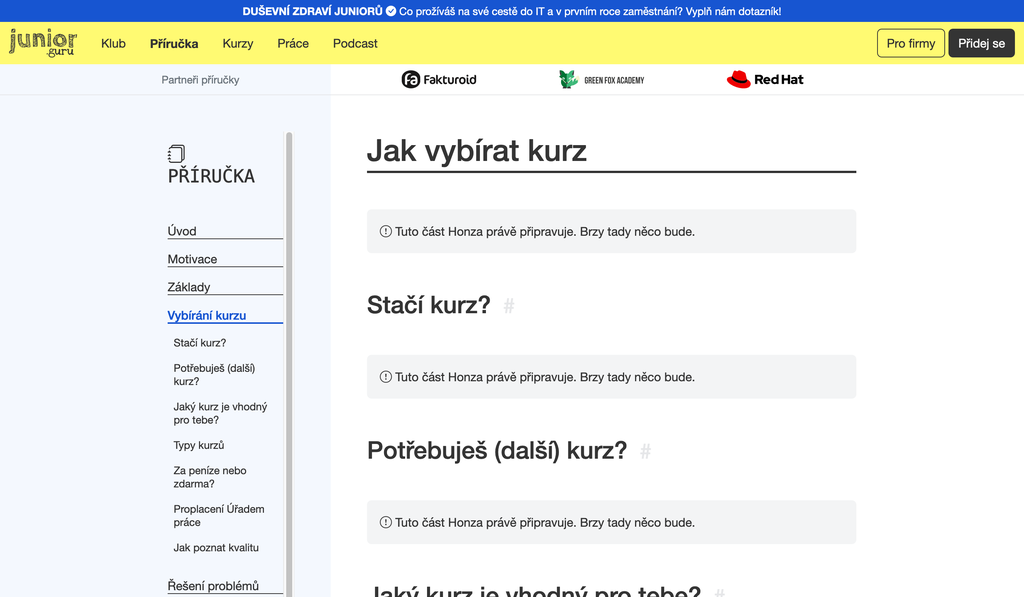 DUŠEVNÍ ZDRAVÍ JUNIORŮ Co prožíváš na své cestě do IT a v prvním roce zaměstnání? Vyplň nám dotazník!
junior
.guru
Klub
Příručka
Kurzy
Práce
Podcast
Pro firmy
Přidej se
Partneři příručky
Fakturoid
GREEN FOX ACADEMY
Red Hat
PŘÍRUČKA
Úvod
Motivace
Základy
Vybírání kurzu
Stačí kurz?
Potřebuješ (další)
kurz?
Jaký kurz je vhodný
pro tebe?
Typy kurzů
Za peníze nebo
zdarma?
Proplacení Úřadem
práce
Jak poznat kvalitu
Řešení problémů
Jak vybírat kurz
Tuto část Honza právě připravuje. Brzy tady něco bude.
Stačí kurz? #
Tuto část Honza právě připravuje. Brzy tady něco bude.
Potřebuješ (další) kurz? #
Tuto část Honza právě připravuje. Brzy tady něco bude.
Jaký kurz je vhodný pro tebe? #